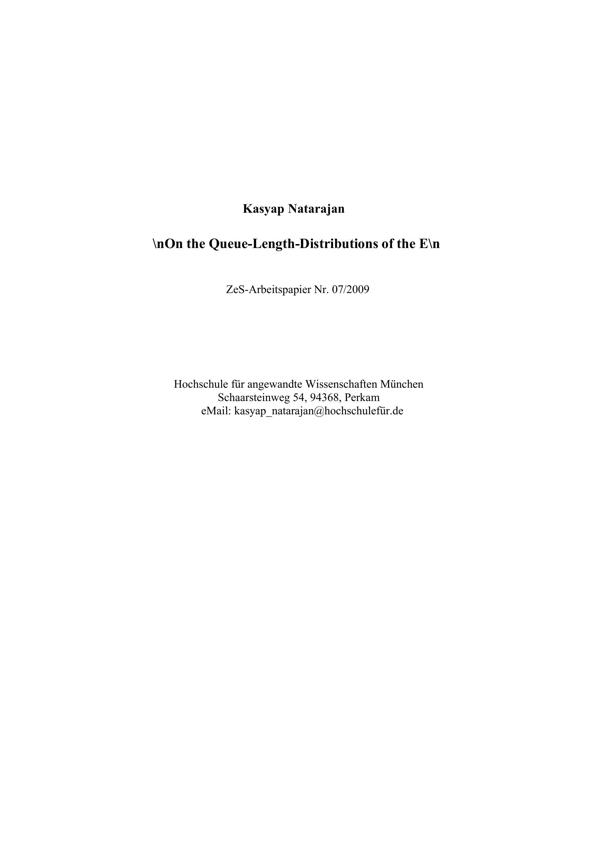 Kasyap Natarajan
\nOn the Queue-Length-Distributions of the E\n
ZeS-Arbeitspapier Nr. 07/2009
Hochschule für angewandte Wissenschaften München
Schaarsteinweg 54, 94368, Perkam
eMail: kasyap_natarajan@hochschulefür.de